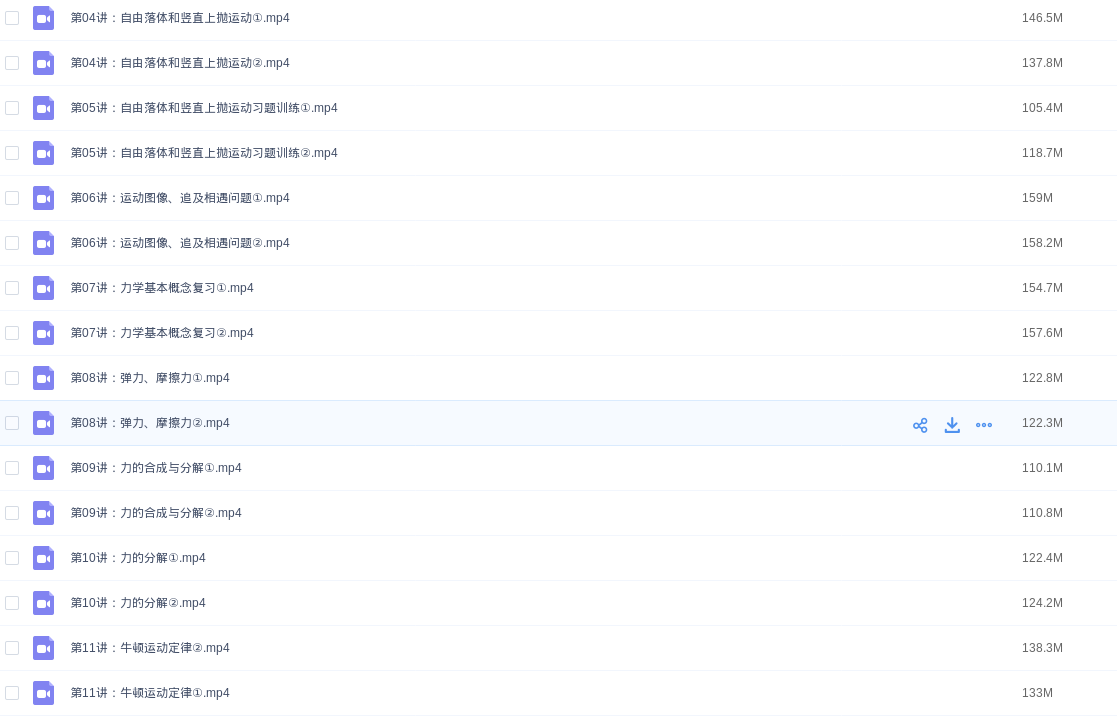 第04讲：自由落体和竖直上抛运动①.mp4 146.5M
第04讲：自由落体和竖直上抛运动②.mp4 137.8M
第05讲：自由落体和竖直上抛运动习题训练①.mp4 105.4M
第05讲：自由落体和竖直上抛运动习题训练②.mp4 118.7M
第06讲：运动图像、追及相遇问题①.mp4 159M
第06讲：运动图像、追及相遇问题②.mp4 158.2M
第07讲：力学基本概念复习①.mp4 154.7M
第07讲：力学基本概念复习②.mp4 157.6M
第08讲：弹力、摩擦力①.mp4 122.8M
第08讲：弹力、摩擦力②.mp4 122.3M
第09讲：力的合成与分解①.mp4 110.1M
第09讲：力的合成与分解②.mp4 110.8M
第10讲：力的分解①.mp4 122.4M
第10讲：力的分解②.mp4 124.2M
第11讲：牛顿运动定律②.mp4 138.3M
第11讲：牛顿运动定律①.mp4 133M